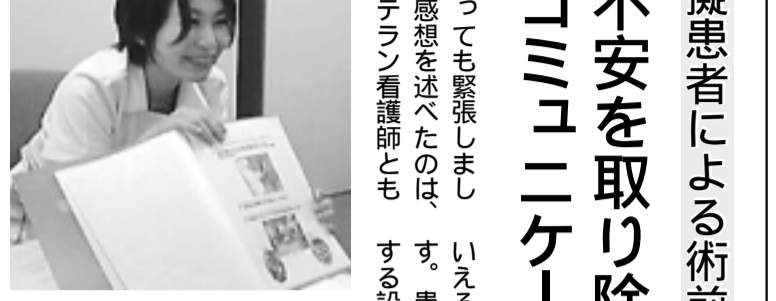 擬患者による術前
不安を取り除
コミュニケー
っても緊張しまし
感想を述べたのは、
テラン看護師とも
いえる
す。貴
する設